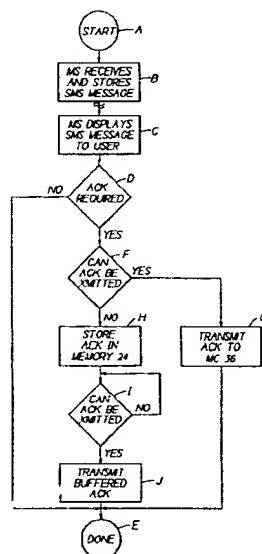 START
A
MS RECEIVES
AND STORES
SMS MESSAGE
B
MS DISPLAYS
SMS MESSAGE
TO USER
C
D
NO
ACK
REQUIRED
YES
F
CAN
ACK BE
XMITTED
YES
NO
H
STORE
ACK IN
MEMORY 24
TRANSMIT
ACK TO
MC 36
I
CAN
ACK BE
XMITTED
NO
YES
TRANSMIT
BUFFERED
ACK
J
DONE
E